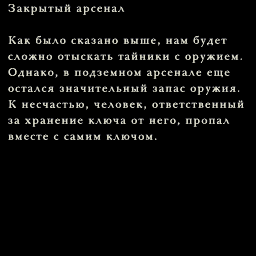 Закрытый арсенал
Как было сказано выше, нам будет
сложно отыскать тайники с оружием.
Однако, в подземном арсенале еще
остался значительный запас оружия.
К несчастью, человек, ответственный
за хранение ключа от него, пропал
вместе с самим ключом.